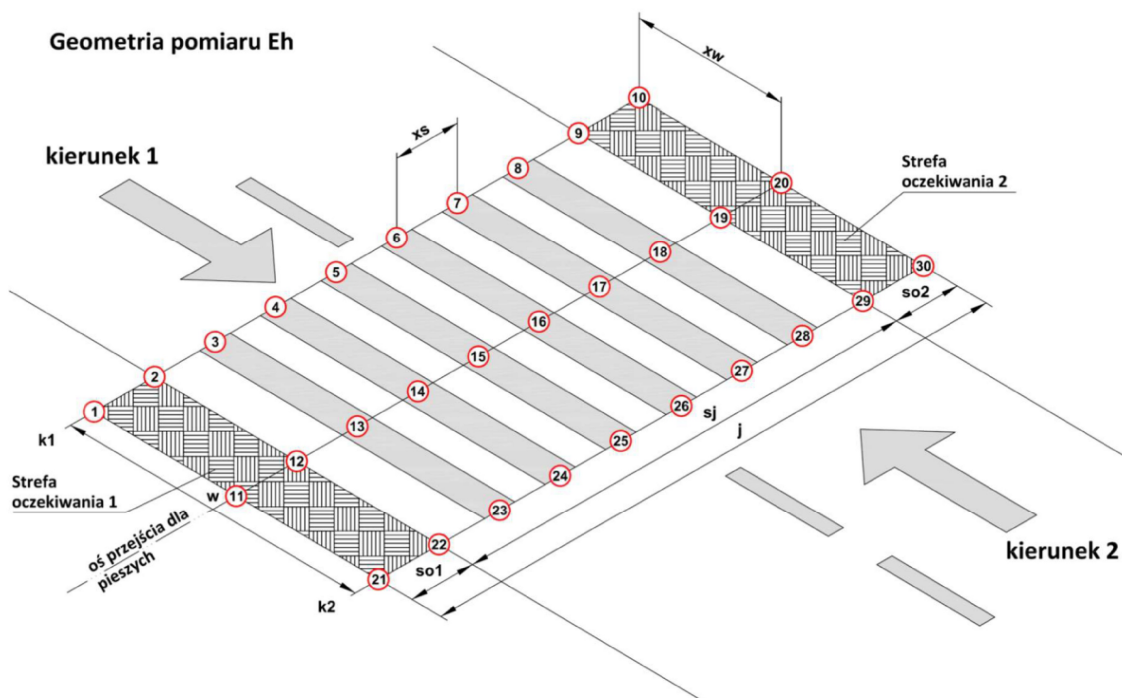 Geometria pomiaru Eh
xw
10
9
xs
kierunek 1
8
20
Strefa
oczekiwania 2
7
19
6
18
30
5
17
29
so2
4
16
28
3
15
27
2
14
26
sj
1
13
25
j
k1
12
24
Strefa
oczekiwania 1
w
11
23
oś przejścia dla
pieszych
22
so1
21
k2
kierunek 2